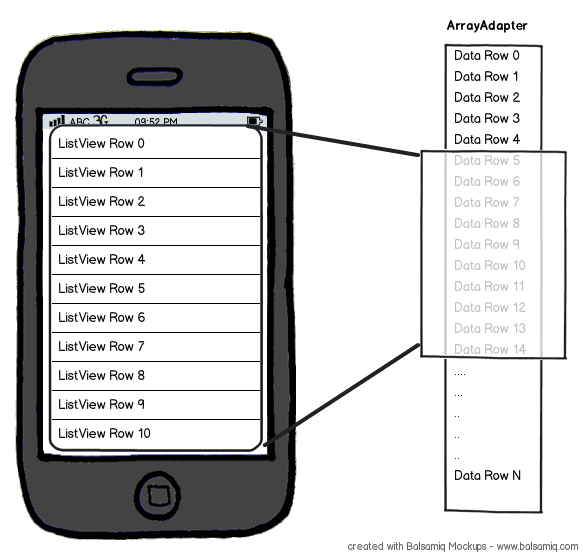 ABC 3G 09:52 PM
ListView Row 0
ListView Row 1
ListView Row 2
ListView Row 3
ListView Row 4
ListView Row 5
ListView Row 6
ListView Row 7
ListView Row 8
ListView Row 9
ListView Row 10
ArrayAdapter
Data Row 0
Data Row 1
Data Row 2
Data Row 3
Data Row 4
Data Row 5
Data Row 6
Data Row 7
Data Row 8
Data Row 9
Data Row 10
Data Row 11
Data Row 12
Data Row 13
Data Row 14
....
...
..
..
..
Data Row N
created with Balsamiq Mockups - www.balsamiq.com